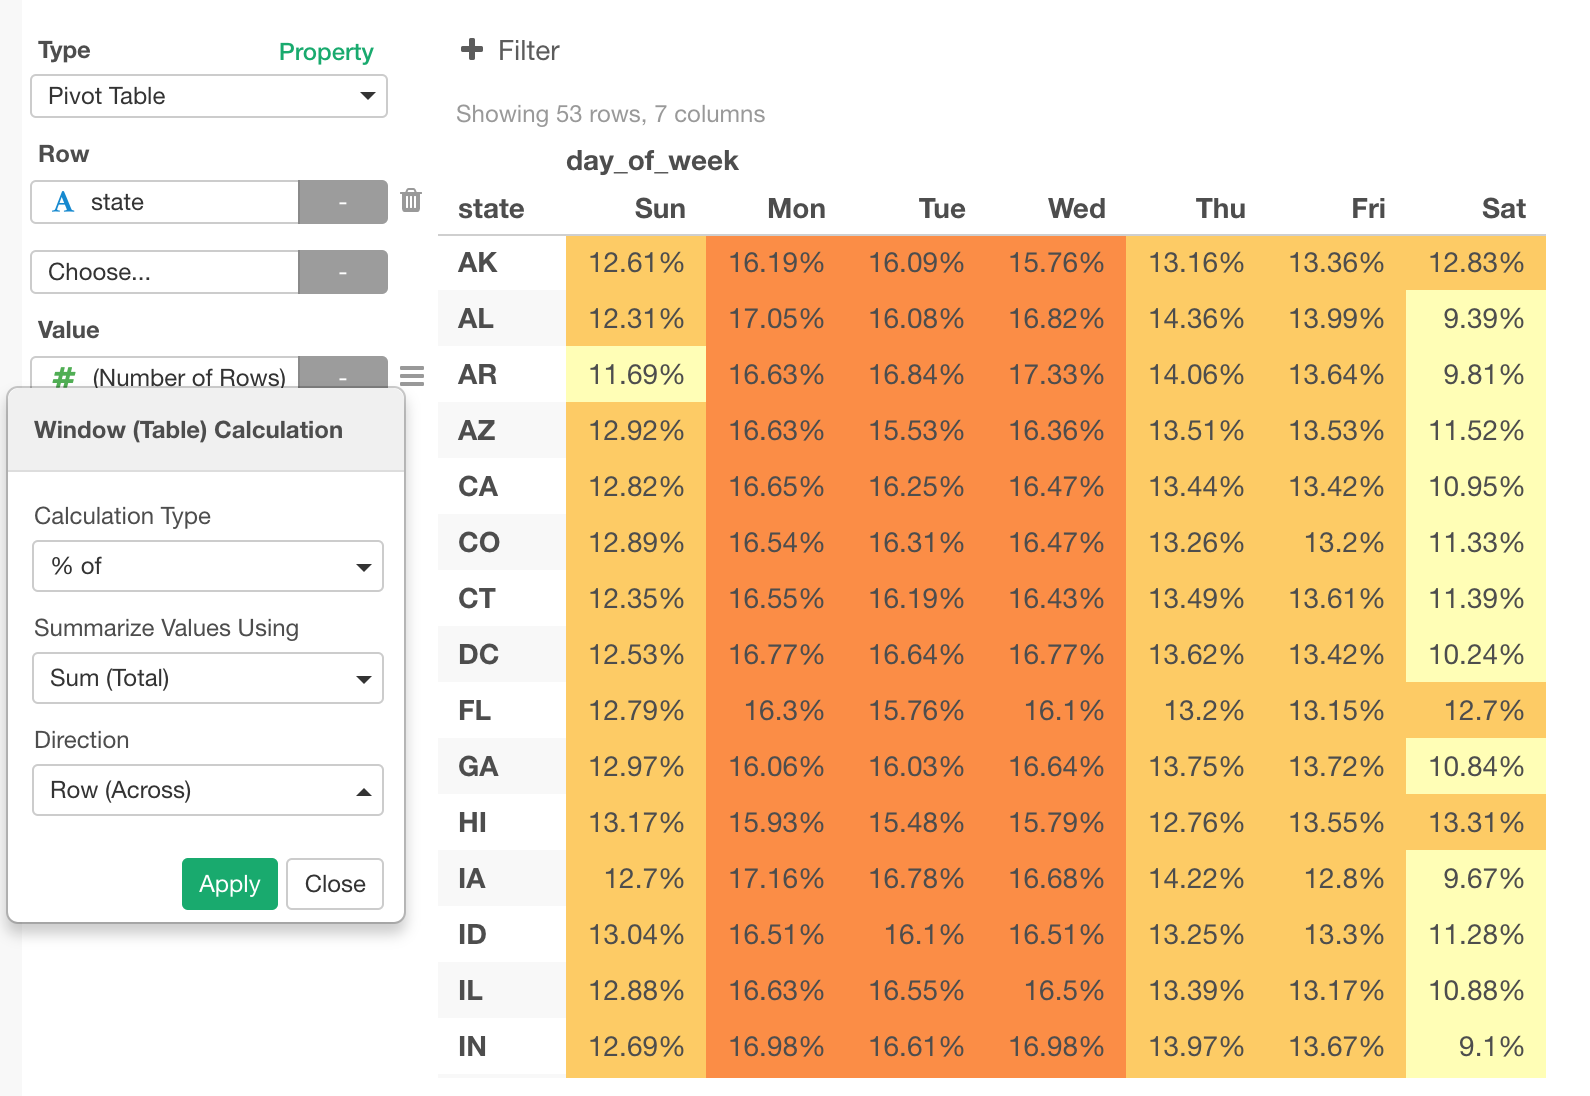 Type Property
Pivot Table
Row
A state -
Choose... -
Value
# (Number of Rows) -
Window (Table) Calculation
Calculation Type
% of
Summarize Values Using
Sum (Total)
Direction
Row (Across)
Apply Close
+ Filter
Showing 53 rows, 7 columns
day_of_week
state Sun Mon Tue Wed Thu Fri Sat
AK 12.61% 16.19% 16.09% 15.76% 13.16% 13.36% 12.83%
AL 12.31% 17.05% 16.08% 16.82% 14.36% 13.99% 9.39%
AR 11.69% 16.63% 16.84% 17.33% 14.06% 13.64% 9.81%
AZ 12.92% 16.63% 15.53% 16.36% 13.51% 13.53% 11.52%
CA 12.82% 16.65% 16.25% 16.47% 13.44% 13.42% 10.95%
CO 12.89% 16.54% 16.31% 16.47% 13.26% 13.2% 11.33%
CT 12.35% 16.55% 16.19% 16.43% 13.49% 13.61% 11.39%
DC 12.53% 16.77% 16.64% 16.77% 13.62% 13.42% 10.24%
FL 12.79% 16.3% 15.76% 16.1% 13.2% 13.15% 12.7%
GA 12.97% 16.06% 16.03% 16.64% 13.75% 13.72% 10.84%
HI 13.17% 15.93% 15.48% 15.79% 12.76% 13.55% 13.31%
IA 12.7% 17.16% 16.78% 16.68% 14.22% 12.8% 9.67%
ID 13.04% 16.51% 16.1% 16.51% 13.25% 13.3% 11.28%
IL 12.88% 16.63% 16.55% 16.5% 13.39% 13.17% 10.88%
IN 12.69% 16.98% 16.61% 16.98% 13.97% 13.67% 9.1%